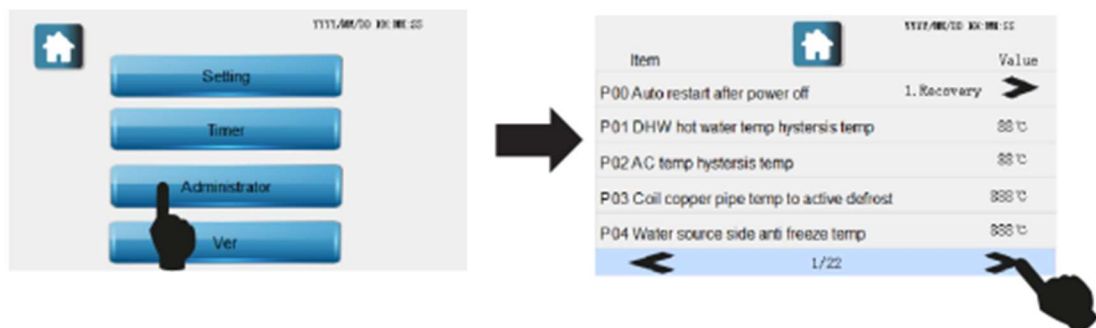 YYYY/MM/DD HH:MM:SS
Setting
Timer
Administrator
Ver
YYYY/MM/DD HH:MM:SS
Item
Value
P00 Auto restart after power off
1.Recovery
P01 DHW hot water temp hystersis temp
88℃
P02 AC temp hystersis temp
88℃
P03 Coil copper pipe temp to active defrost
888℃
P04 Water source side anti freeze temp
888℃
1/22